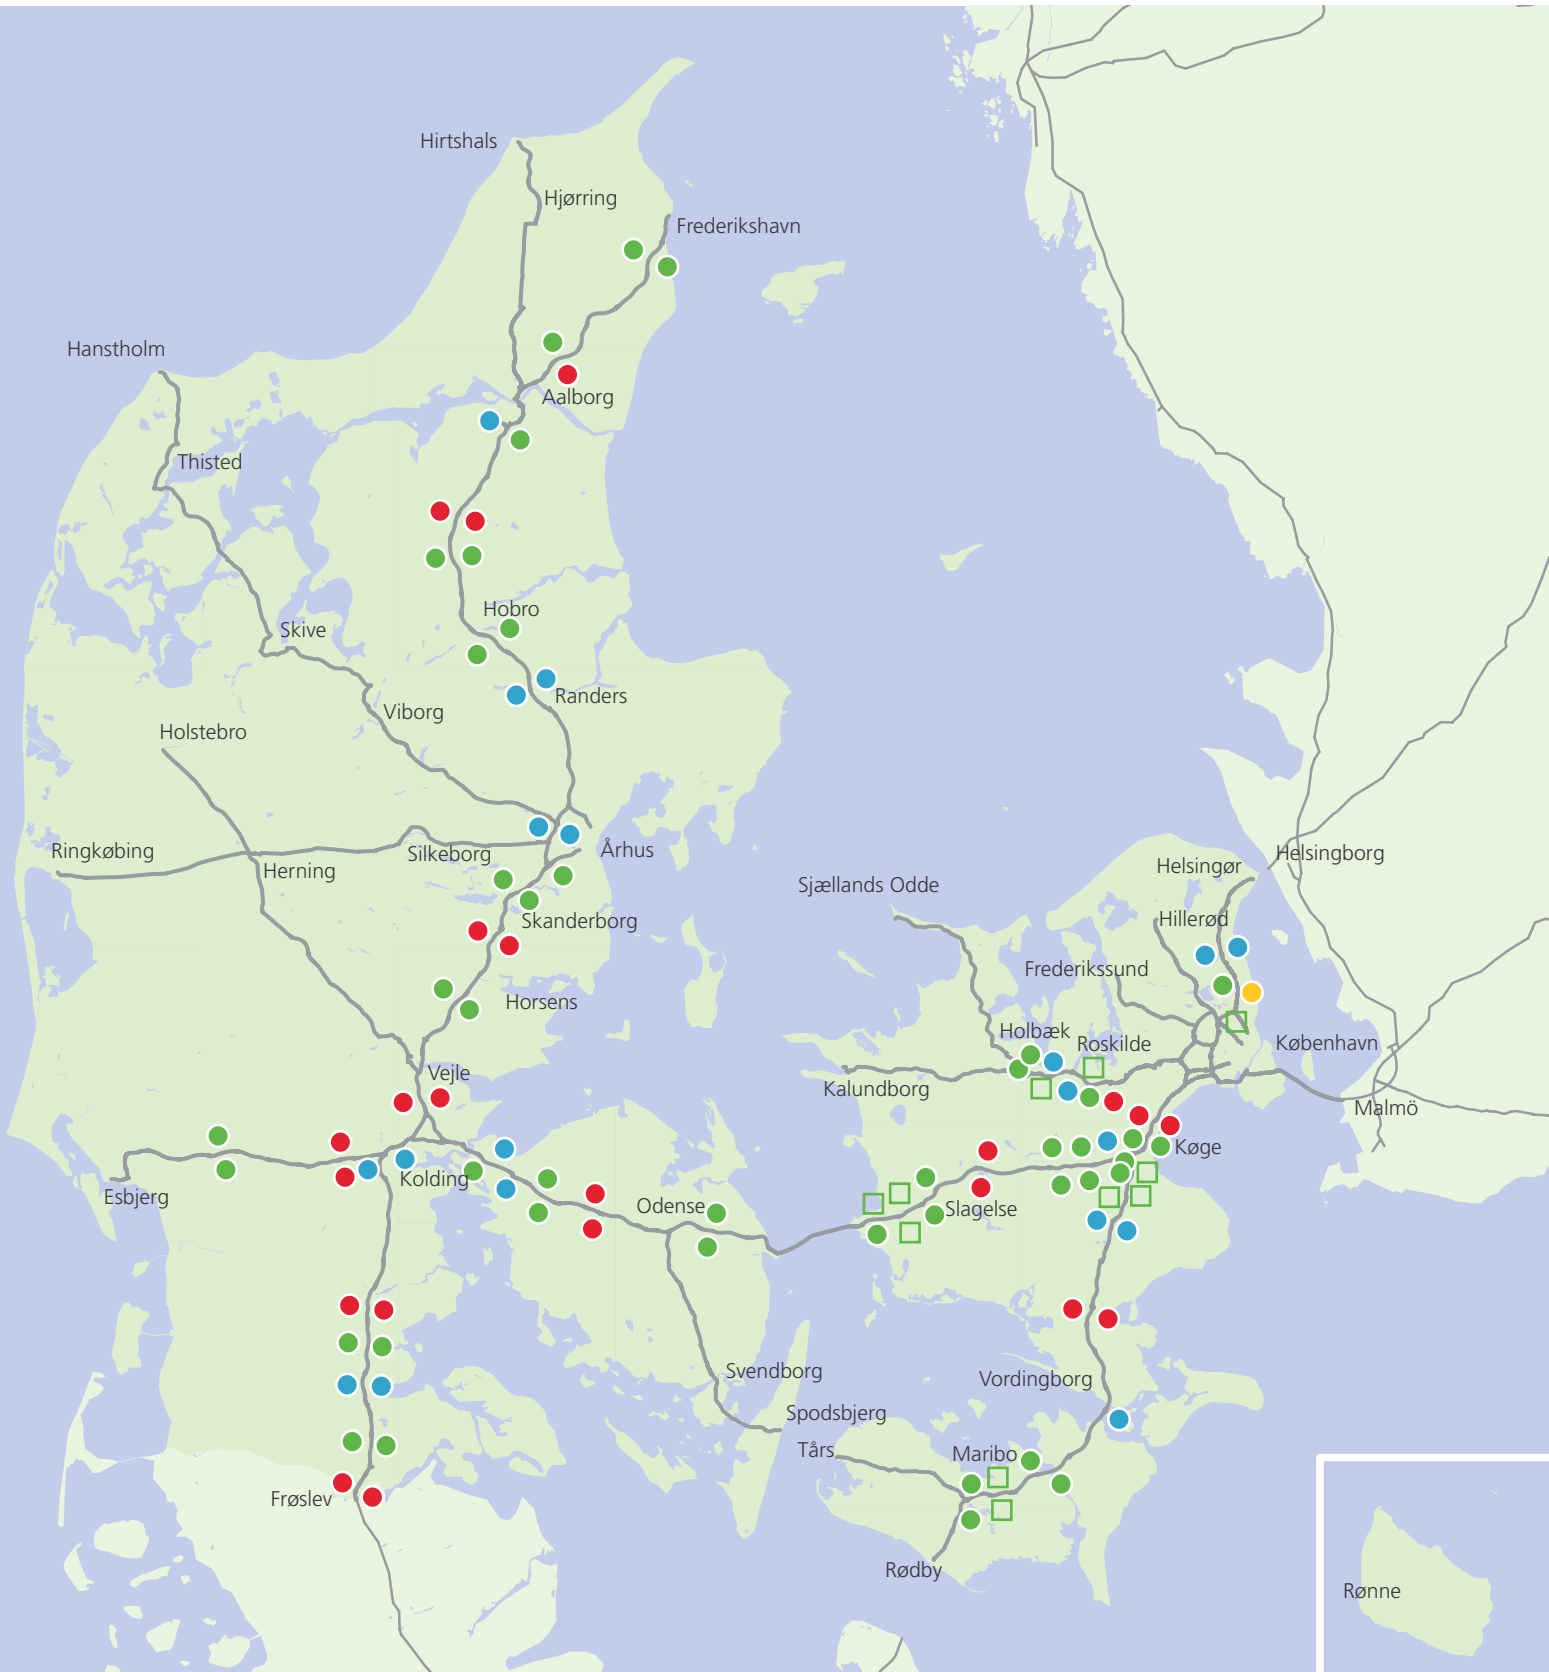 Hirtshals
Hjørring
Frederikshavn
Hanstholm
Aalborg
Thisted
Hobro
Skive
Randers
Viborg
Holstebro
Århus
Ringkøbing
Silkeborg
Helsingborg
Helsingør
Herning
Sjællands Odde
Hillerød
Skanderborg
Frederikssund
Horsens
Holbæk
Roskilde
København
Vejle
Kalundborg
Malmö
Køge
Kolding
Esbjerg
Odense
Slagelse
Svendborg
Vordingborg
Spodsbjerg
Tårs
Maribo
Frøslev
Rødby
Rønne